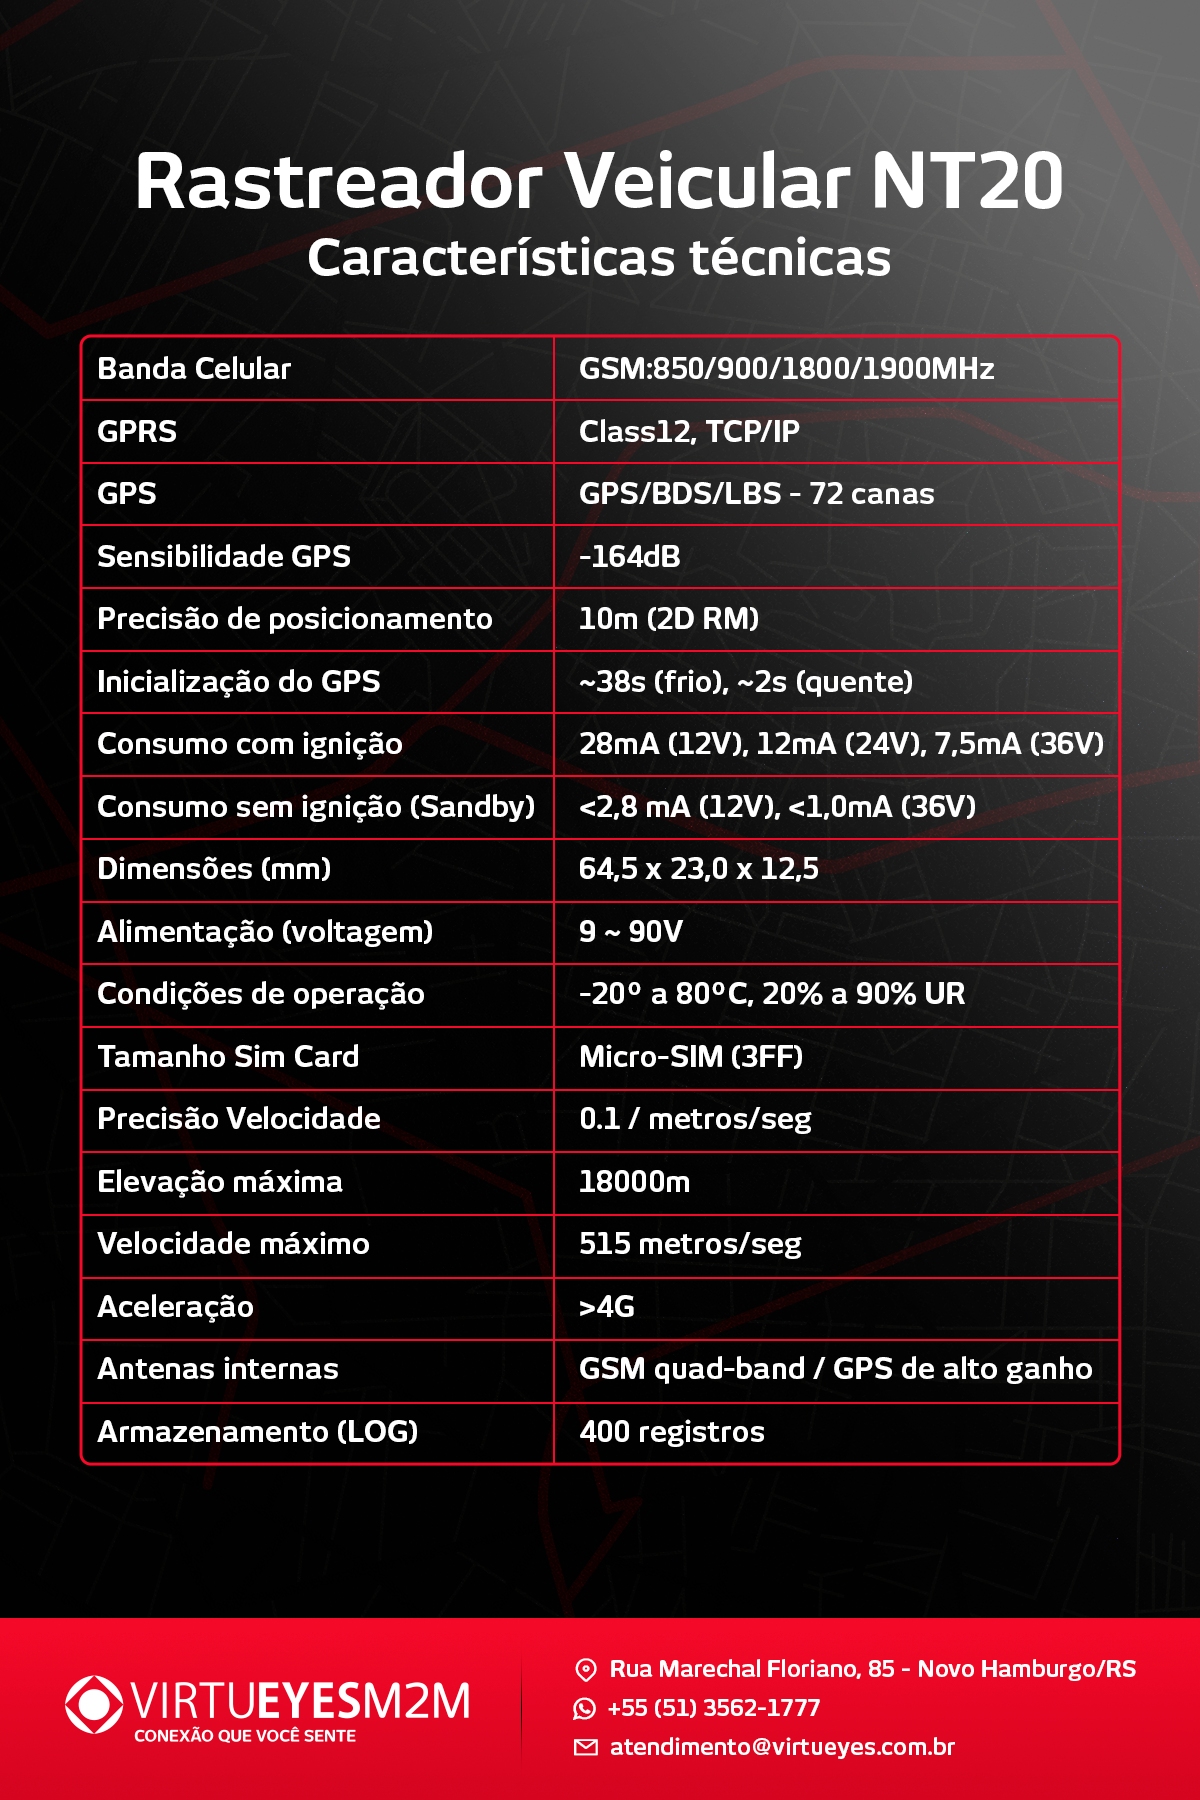 Rastreador Veicular NT20
Características técnicas
Banda Celular GSM:850/900/1800/1900MHz
GPRS Class12, TCP/IP
GPS GPS/BDS/LBS - 72 canas
Sensibilidade GPS -164dB
Precisão de posicionamento 10m (2D RM)
Inicialização do GPS ~38s (frio), ~2s (quente)
Consumo com ignição 28mA (12V), 12mA (24V), 7,5mA (36V)
Consumo sem ignição (Sandby) <2,8 mA (12V), <1,0mA (36V)
Dimensões (mm) 64,5 x 23,0 x 12,5
Alimentação (voltagem) 9 ~ 90V
Condições de operação -20º a 80ºC, 20% a 90% UR
Tamanho Sim Card Micro-SIM (3FF)
Precisão Velocidade 0.1 / metros/seg
Elevação máxima 18000m
Velocidade máximo 515 metros/seg
Aceleração >4G
Antenas internas GSM quad-band / GPS de alto ganho
Armazenamento (LOG) 400 registros
VIRTUEYESM2M
CONEXÃO QUE VOCÊ SENTE
Rua Marechal Floriano, 85 - Novo Hamburgo/RS
+55 (51) 3562-1777
atendimento@virtueyes.com.br